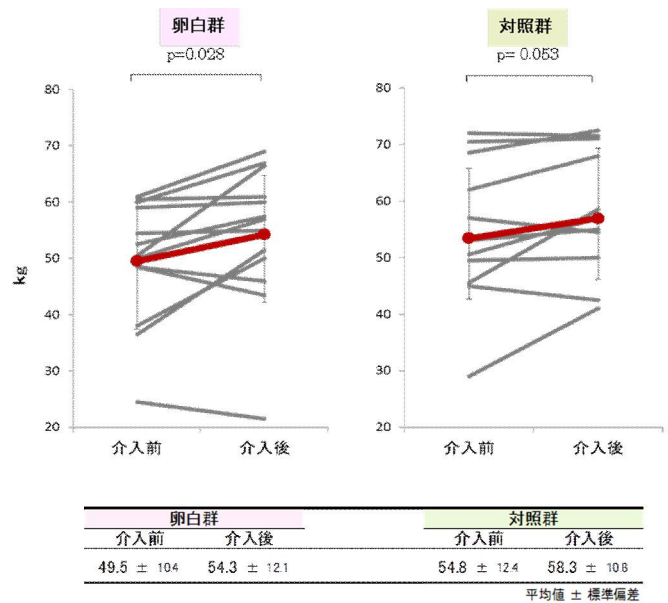 卵白群 対照群
p=0.028 p= 0.053
80 80
70 70
60 60
50 50
40 40
30 30
20 20
kg
介入前 介入後 介入前 介入後
卵白群 対照群
介入前 介入後 介入前 介入後
49.5 ± 10.4 54.3 ± 12.1 54.8 ± 12.4 58.3 ± 10.8
平均値 ± 標準偏差